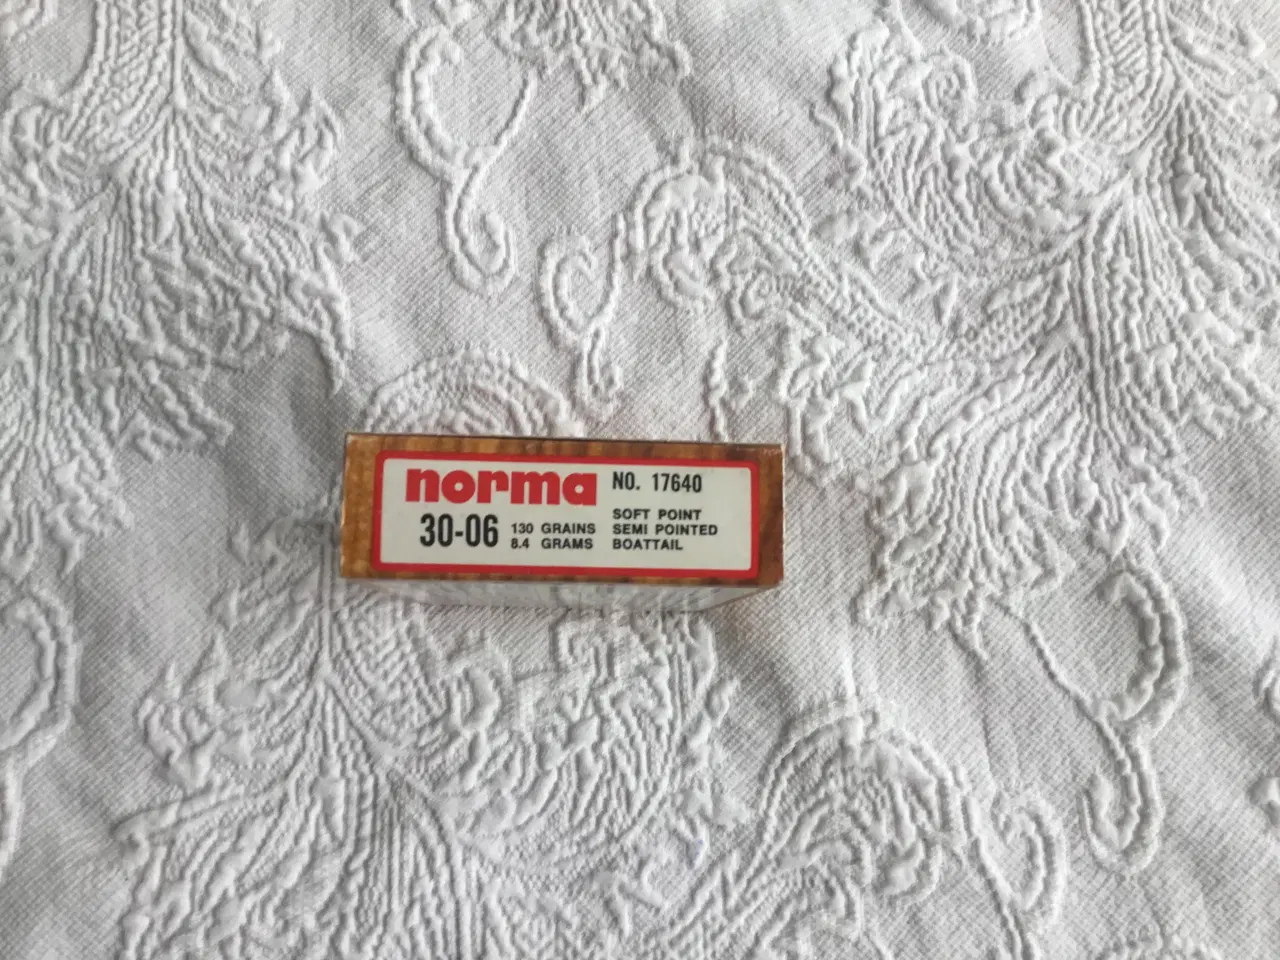 norma NO. 17640
30-06 130 GRAINS
8.4 GRAMS
SOFT POINT
SEMI POINTED
BOATTAIL